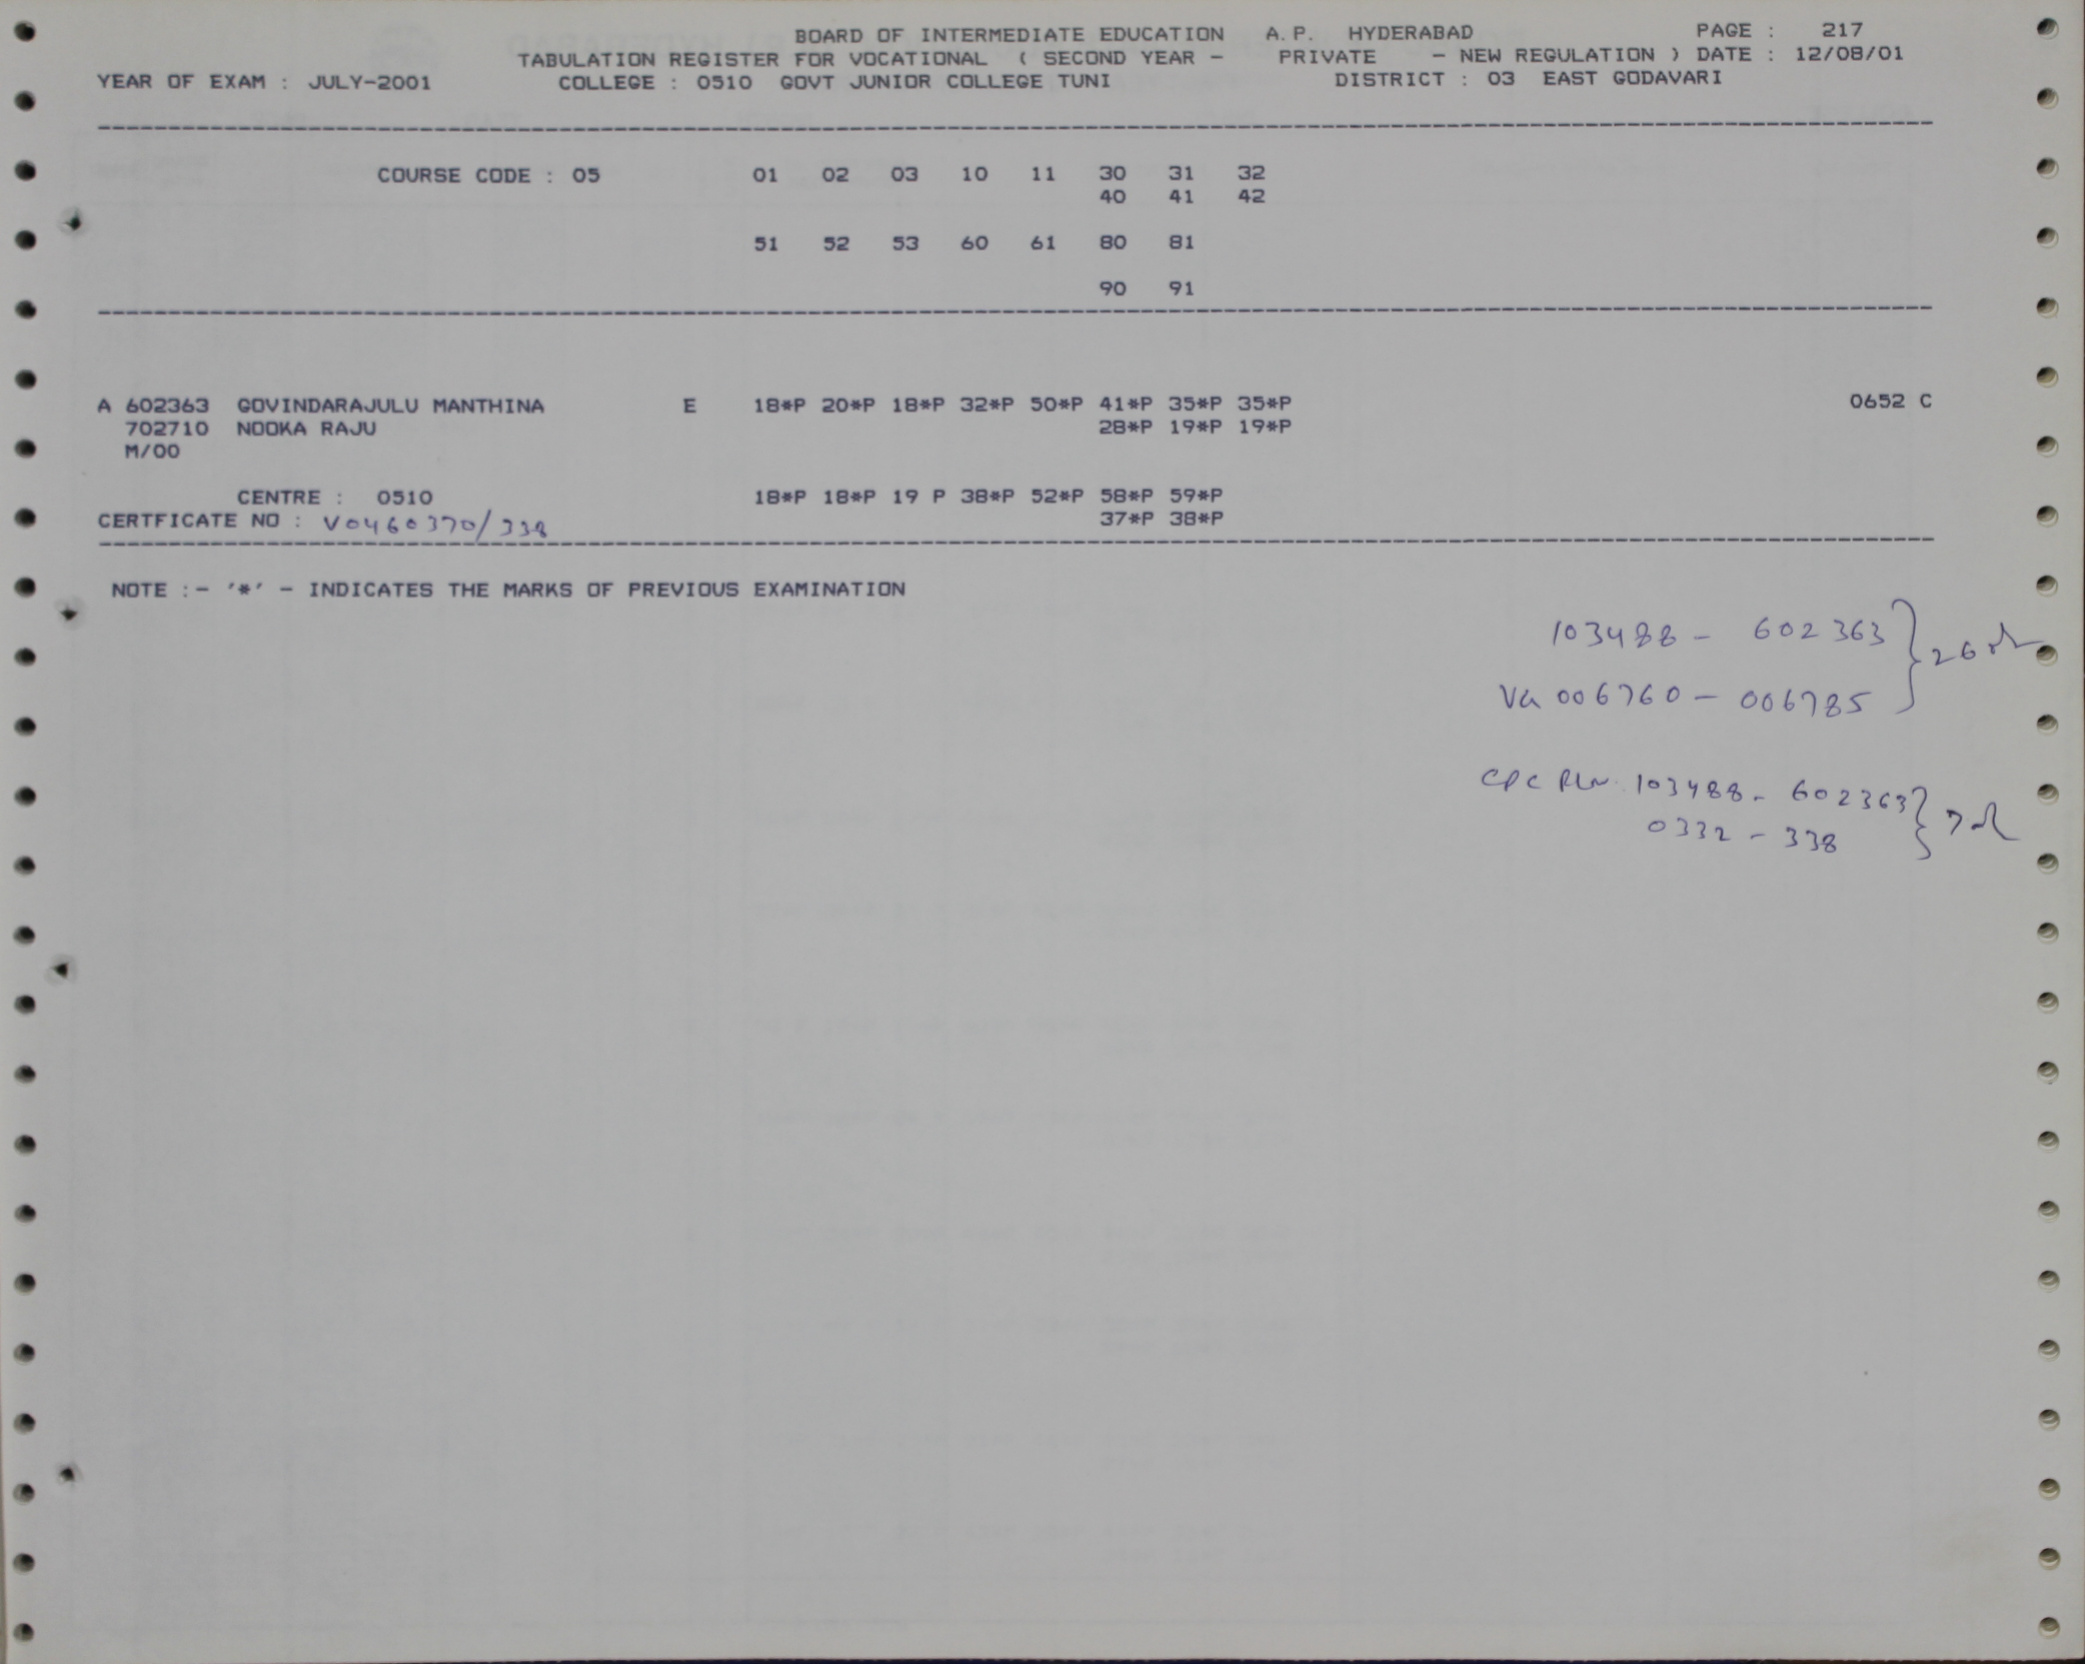 BOARD OF INTERMEDIATE EDUCATION A.P. HYDERABAD PAGE : 217
TABULATION REGISTER FOR VOCATIONAL ( SECOND YEAR - PRIVATE - NEW REGULATION ) DATE : 12/08/01
YEAR OF EXAM : JULY-2001 COLLEGE : 0510 GOVT JUNIOR COLLEGE TUNI DISTRICT : 03 EAST GODAVARI
COURSE CODE : 05 01 02 03 10 11 30 31 32
40 41 42
51 52 53 60 61 80 81
90 91
A 602363 GOVINDARAJULU MANTHINA E 18*P 20*P 18*P 32*P 50*P 41*P 35*P 35*P 0652 C
702710 NOOKA RAJU 28*P 19*P 19*P
M/00
CENTRE : 0510 18*P 18*P 19 P 38*P 52*P 58*P 59*P
CERTFICATE NO : V0460370/338 37*P 38*P
NOTE :- '*' - INDICATES THE MARKS OF PREVIOUS EXAMINATION
103488 - 602363 } 26
006760 - 006785
CPC 103488 - 602363 } 7
0332 - 338